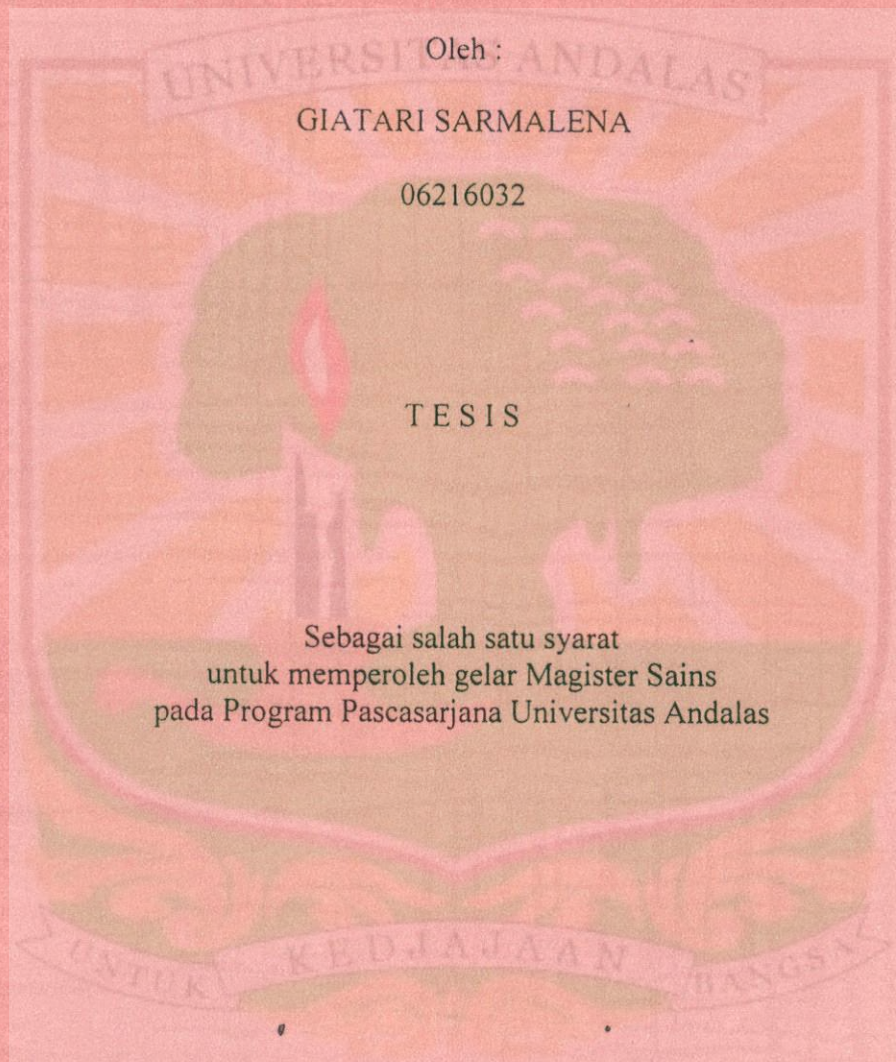 Oleh :
UNIVERSITAS ANDALAS
GIATARI SARMALENA
06216032
T E S I S
Sebagai salah satu syarat
untuk memperoleh gelar Magister Sains
pada Program Pascasarjana Universitas Andalas
UNTUK KEDJAJAAN BANGSA